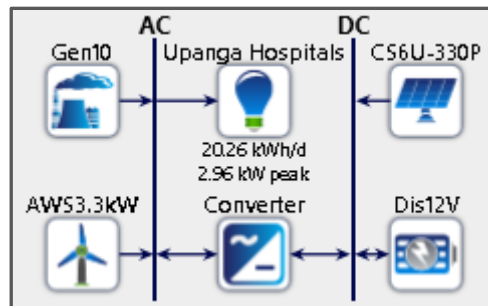 AC DC
Gen10 Upanga Hospitals CS6U-330P
20.26 kWh/d
2.96 kW peak
AWS3.3kW Converter Dis12V